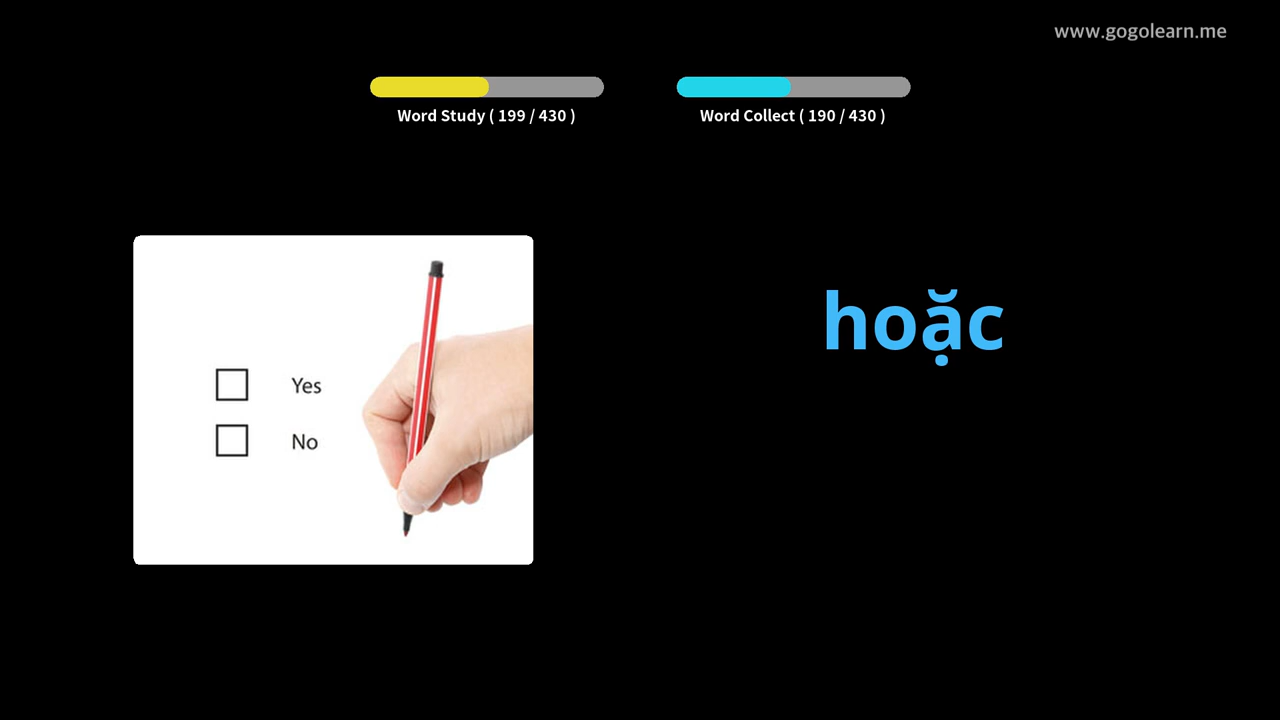 www.gogolearn.me
Word Study ( 199 / 430 )
Word Collect ( 190 / 430 )
Yes
No
hoặc